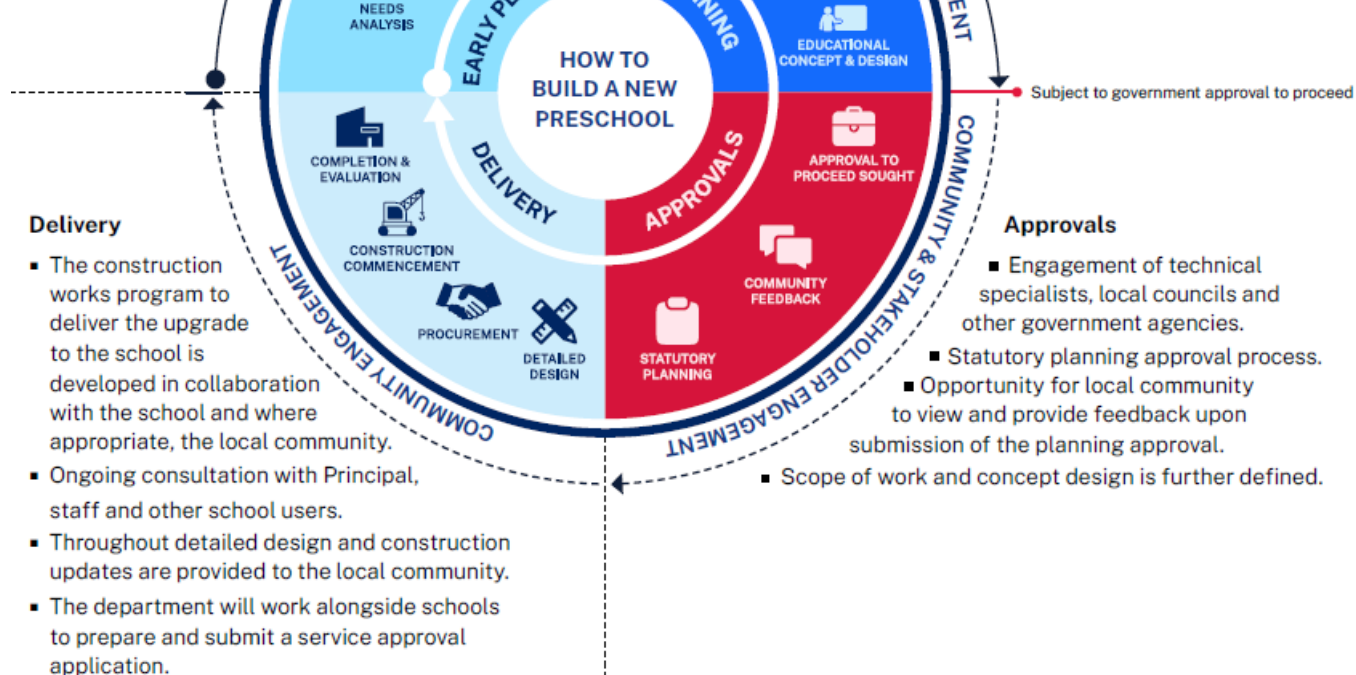 NEEDS
ANALYSIS
HOW TO
BUILD A NEW
PRESCHOOL
EDUCATIONAL
CONCEPT & DESIGN
Subject to government approval to proceed
APPROVALS
APPROVAL TO
PROCEED SOUGHT
COMMUNITY
FEEDBACK
STATUTORY
PLANNING
COMMUNITY & STAKEHOLDER ENGAGEMENT
DELIVERY
DETAILED
DESIGN
PROCUREMENT
CONSTRUCTION
COMMENCEMENT
COMPLETION &
EVALUATION
COMMUNITY ENGAGEMENT
Delivery
▪ The construction
works program to
deliver the upgrade
to the school is
developed in collaboration
with the school and where
appropriate, the local community.
▪ Ongoing consultation with Principal,
staff and other school users.
▪ Throughout detailed design and construction
updates are provided to the local community.
▪ The department will work alongside schools
to prepare and submit a service approval
application.
Approvals
▪ Engagement of technical
specialists, local councils and
other government agencies.
▪ Statutory planning approval process.
▪ Opportunity for local community
to view and provide feedback upon
submission of the planning approval.
▪ Scope of work and concept design is further defined.